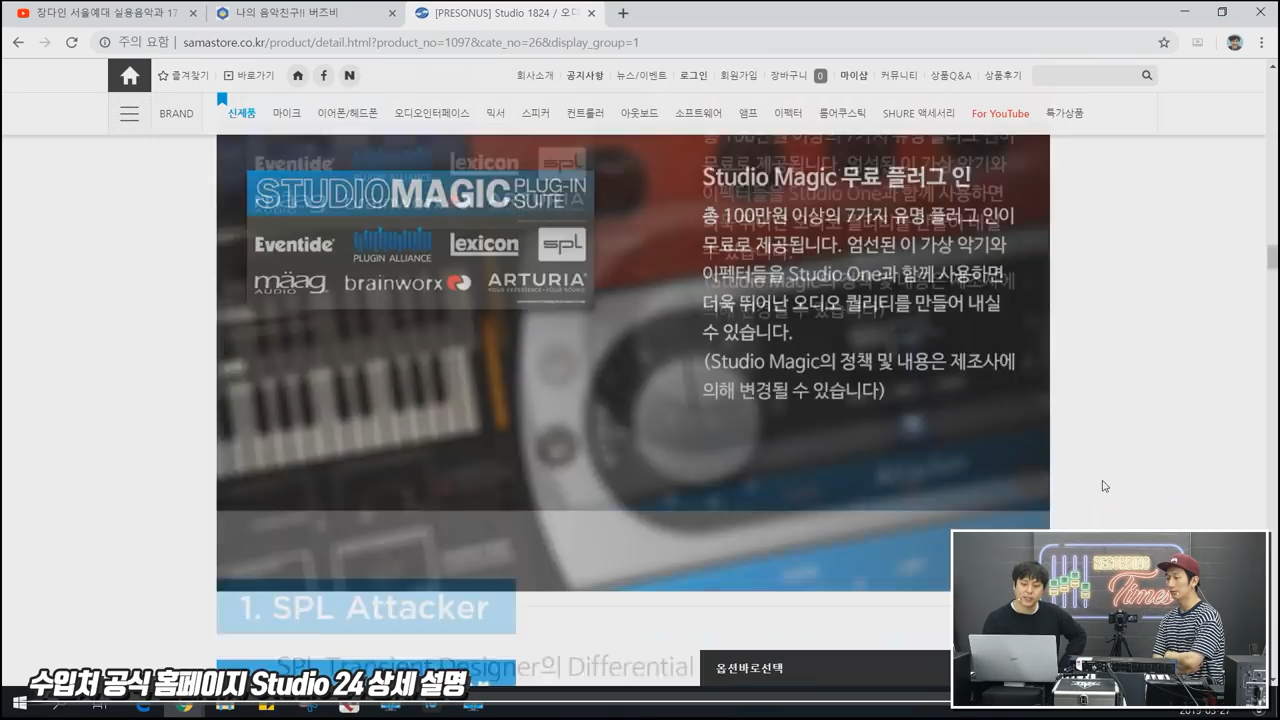 장다인 서울예대 실용음악과 17
나의 음악친구!! 버즈비
[PRESONUS] Studio 1824 / 오디
주의 요함
samastore.co.kr/product/detail.html?product_no=1097&cate_no=26&display_group=1
즐겨찾기 바로가기
회사소개 공지사항 뉴스/이벤트 로그인 회원가입 장바구니 0 마이샵 커뮤니티 상품Q&A 상품후기
BRAND 신제품 마이크 이어폰/헤드폰 오디오인터페이스 믹서 스피커 컨트롤러 아웃보드 소프트웨어 앰프 이펙터 룸어쿠스틱 SHURE 액세서리 For YouTube 특가상품
Eventide lexicon spl
STUDIOMAGIC PLUG-IN SUITE
Eventide PLUGIN ALLIANCE lexicon spl
mäag AUDIO brainworx ARTURIA
YOUR EXPERIENCE • YOUR SOUND
Studio Magic 무료 플러그 인
총 100만원 이상의 7가지 유명 플러그 인이
무료로 제공됩니다. 엄선된 이 가상 악기와
이펙터들을 Studio One과 함께 사용하면
더욱 뛰어난 오디오 퀄리티를 만들어 내실
수 있습니다.
(Studio Magic의 정책 및 내용은 제조사에
의해 변경될 수 있습니다)
1. SPL Attacker
SPL Transient Designer의 Differential
옵션바로선택
RECORDING
Times
수입처 공식 홈페이지 Studio 24 상세 설명
2019-03-27